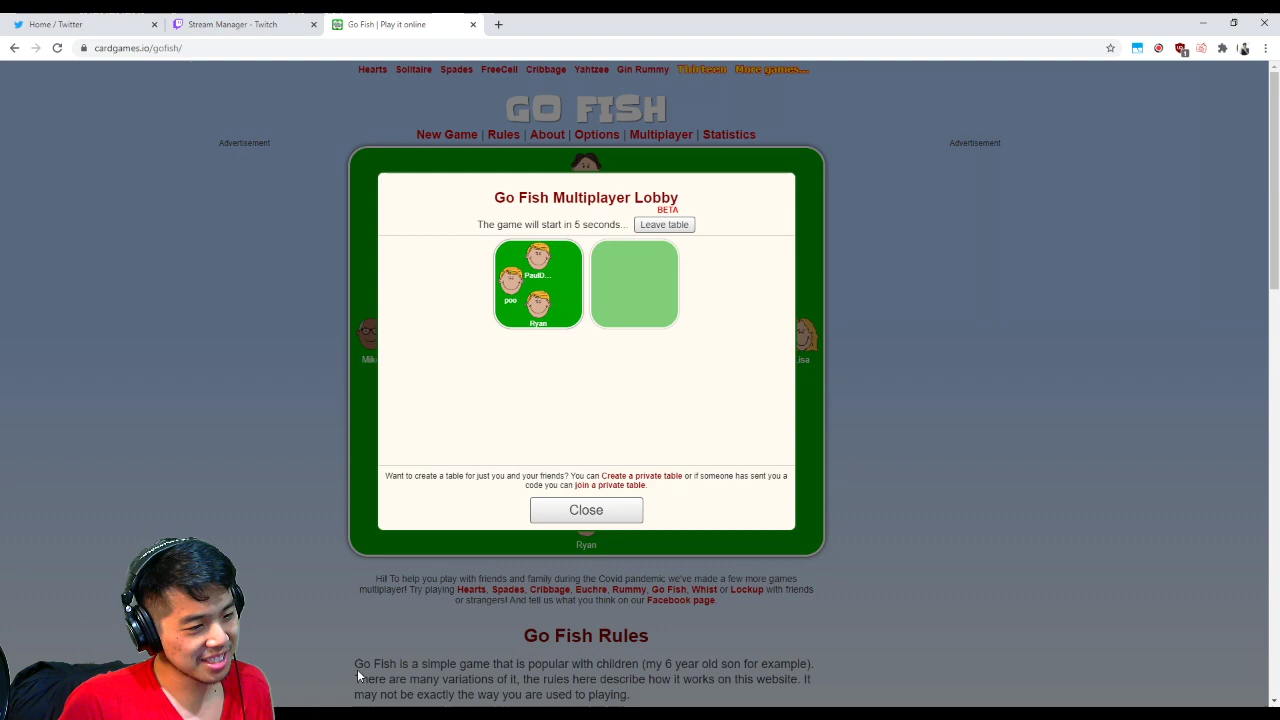 Home / Twitter
Stream Manager - Twitch
Go Fish | Play it online
cardgames.io/gofish/
1
Hearts Solitaire Spades FreeCell Cribbage Yahtzee Gin Rummy Thirteen More games...
GO FISH
New Game | Rules | About | Options | Multiplayer | Statistics
Advertisement
Advertisement
Go Fish Multiplayer Lobby
BETA
The game will start in 5 seconds... Leave table
PaulD...
poo
Ryan
Mik
isa
Want to create a table for just you and your friends? You can Create a private table or if someone has sent you a
code you can join a private table.
Close
Ryan
Hi! To help you play with friends and family during the Covid pandemic we've made a few more games
multiplayer! Try playing Hearts, Spades, Cribbage, Euchre, Rummy, Go Fish, Whist or Lockup with friends
or strangers! And tell us what you think on our Facebook page.
Go Fish Rules
Go Fish is a simple game that is popular with children (my 6 year old son for example).
There are many variations of it, the rules here describe how it works on this website. It
may not be exactly the way you are used to playing.